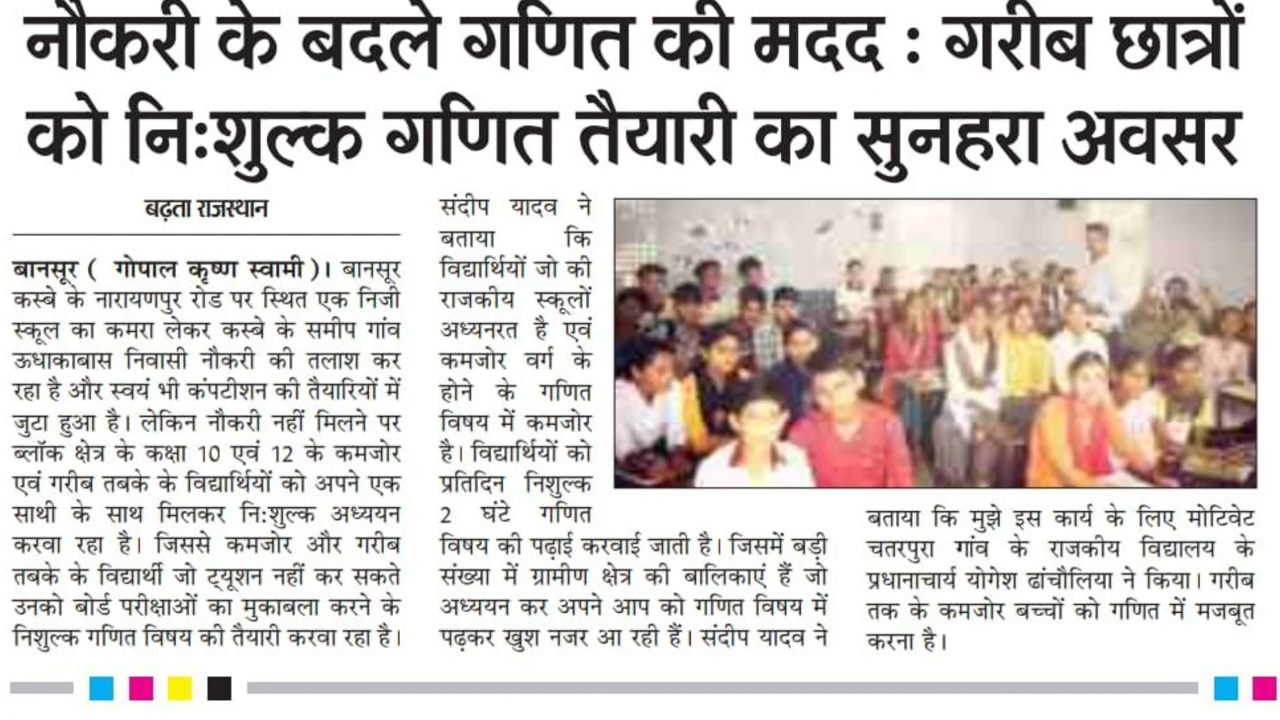 नौकरी के बदले गणित की मदद : गरीब छात्रों
को नि:शुल्क गणित तैयारी का सुनहरा अवसर
बढ़ता राजस्थान
बानसूर ( गोपाल कृष्ण स्वामी)। बानसूर
कस्बे के नारायणपुर रोड पर स्थित एक निजी
स्कूल का कमरा लेकर कस्बे के समीप गांव
ऊधाकाबास निवासी नौकरी की तलाश कर
रहा है और स्वयं भी कंपटीशन की तैयारियों में
जुटा हुआ है। लेकिन नौकरी नहीं मिलने पर
ब्लॉक क्षेत्र के कक्षा 10 एवं 12 के कमजोर
एवं गरीब तबके के विद्यार्थियों को अपने एक
साथी के साथ मिलकर नि:शुल्क अध्ययन
करवा रहा है। जिससे कमजोर और गरीब
तबके के विद्यार्थी जो ट्यूशन नहीं कर सकते
उनको बोर्ड परीक्षाओं का मुकाबला करने के
निशुल्क गणित विषय की तैयारी करवा रहा है।
संदीप यादव ने
बताया कि
विद्यार्थियों जो की
राजकीय स्कूलों
अध्यनरत है एवं
कमजोर वर्ग के
होने के गणित
विषय में कमजोर
है। विद्यार्थियों को
प्रतिदिन निशुल्क
2 घंटे गणित
विषय की पढ़ाई करवाई जाती है। जिसमें बड़ी
संख्या में ग्रामीण क्षेत्र की बालिकाएं हैं जो
अध्ययन कर अपने आप को गणित विषय में
पढ़कर खुश नजर आ रही हैं। संदीप यादव ने
बताया कि मुझे इस कार्य के लिए मोटिवेट
चतरपुरा गांव के राजकीय विद्यालय के
प्रधानाचार्य योगेश ढांचौलिया ने किया। गरीब
तक के कमजोर बच्चों को गणित में मजबूत
करना है।